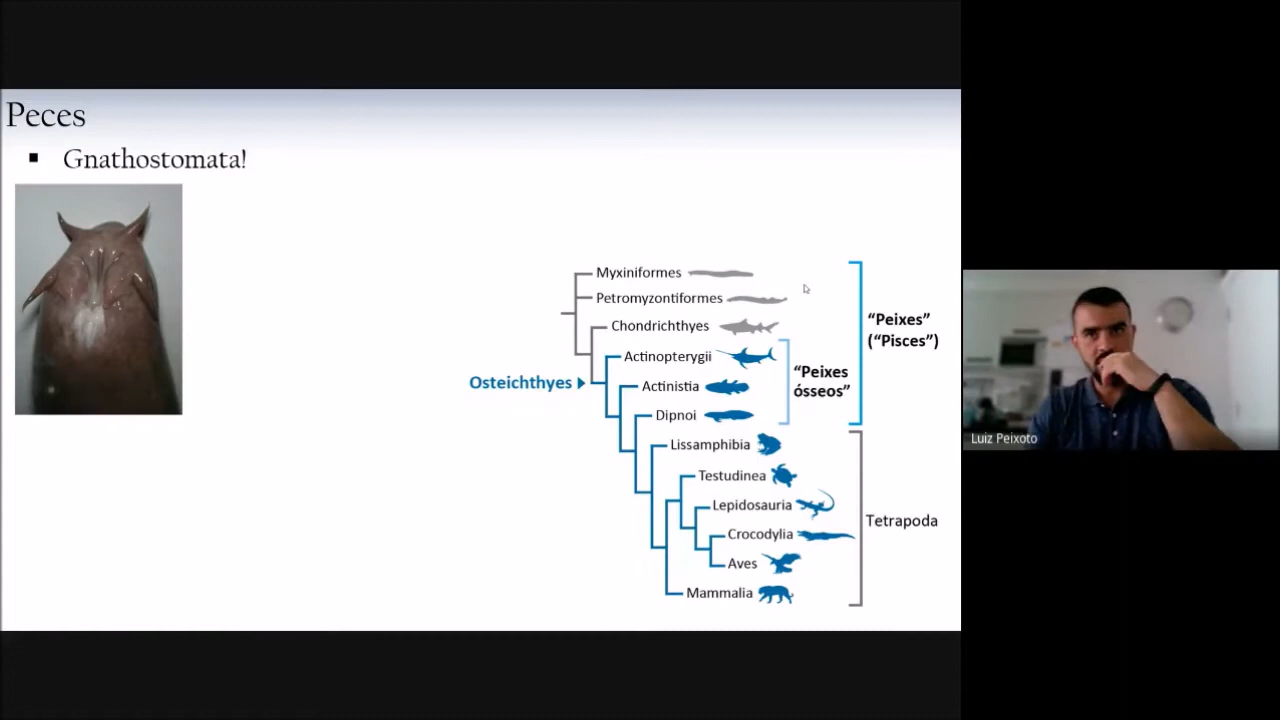 Peces
▪ Gnathostomata!
Myxiniformes
Petromyzontiformes
Chondrichthyes
Actinopterygii
Osteichthyes
Actinistia
Dipnoi
Lissamphibia
Testudinea
Lepidosauria
Crocodylia
Aves
Mammalia
“Peixes
ósseos”
“Peixes”
(“Pisces”)
Tetrapoda
Luiz Peixoto